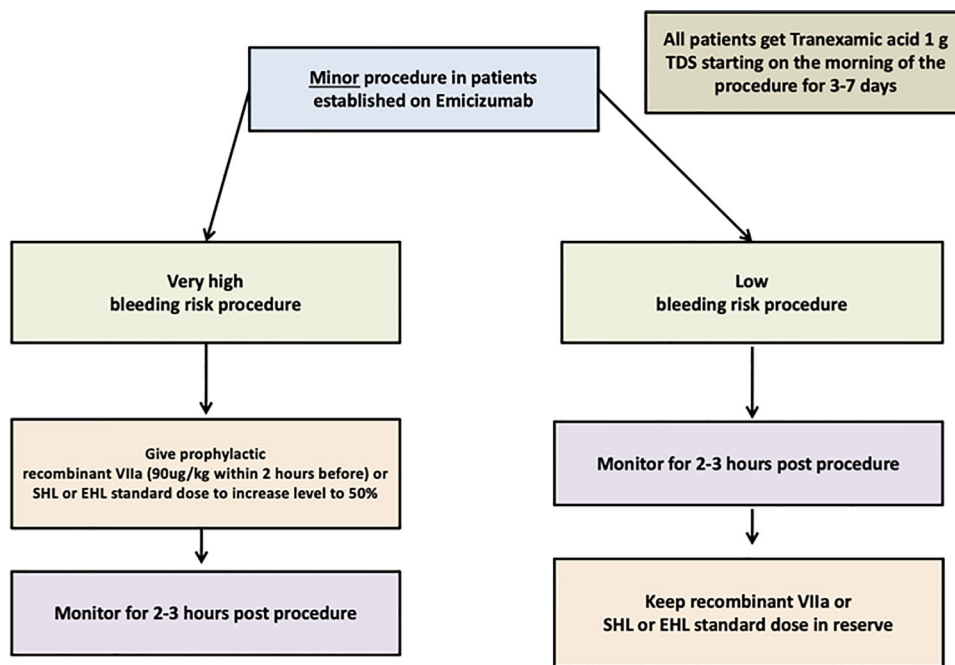 All patients get Tranexamic acid 1 g
TDS starting on the morning of the
procedure for 3-7 days
Minor procedure in patients
established on Emicizumab
Very high
bleeding risk procedure
Low
bleeding risk procedure
Give prophylactic
recombinant VIIa (90ug/kg within 2 hours before) or
SHL or EHL standard dose to increase level to 50%
Monitor for 2-3 hours post procedure
Monitor for 2-3 hours post procedure
Keep recombinant VIIa or
SHL or EHL standard dose in reserve